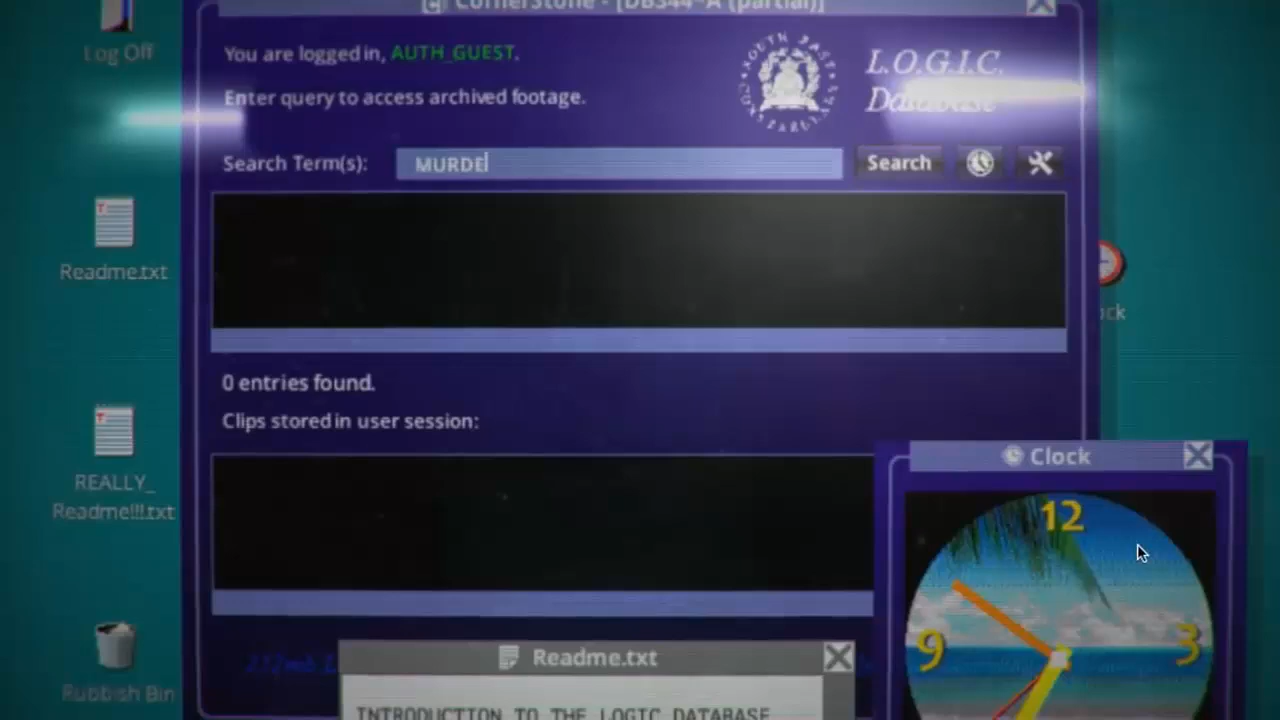 CornerStone - [DB344-A (partial)]
Log Off
You are logged in, AUTH_GUEST.
Enter query to access archived footage.
SOUTH EAST
L.O.G.I.C.
Database
Search Term(s):
MURDE
Search
Readme.txt
0 entries found.
Clips stored in user session:
Clock
REALLY_
Readme!!!.txt
12
9
3
Readme.txt
INTRODUCTION TO THE LOGIC DATABASE
Rubbish Bin